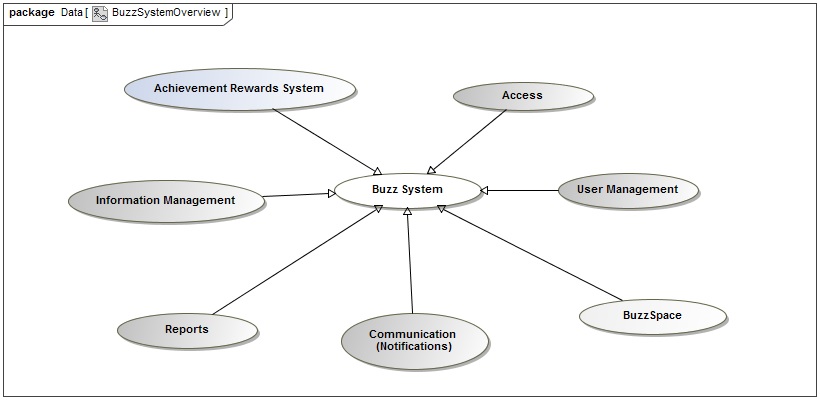 package Data [ BuzzSystemOverview ]
Achievement Rewards System
Access
Buzz System
User Management
Information Management
Reports
Communication
(Notifications)
BuzzSpace